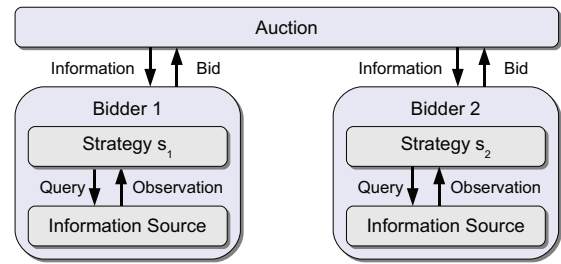 Auction
Information Bid Information Bid
Bidder 1 Bidder 2
Strategy s1 Strategy s2
Query Observation Query Observation
Information Source Information Source